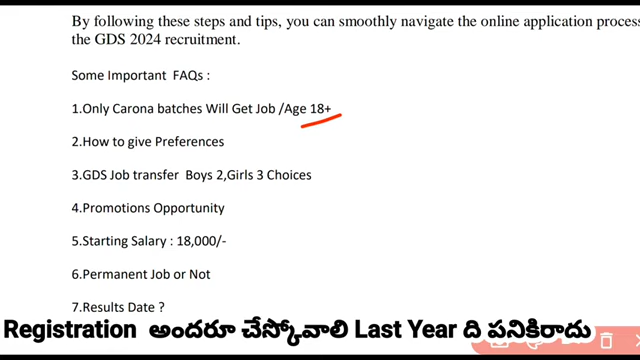 By following these steps and tips, you can smoothly navigate the online application process
the GDS 2024 recruitment.
Some Important FAQs :
1.Only Carona batches Will Get Job /Age 18+
2.How to give Preferences
3.GDS Job transfer Boys 2,Girls 3 Choices
4.Promotions Opportunity
5.Starting Salary : 18,000/-
6.Permanent Job or Not
7.Results Date ?
Registration అందరూ చేస్కోవాలి Last Year ది పనికిరాదు